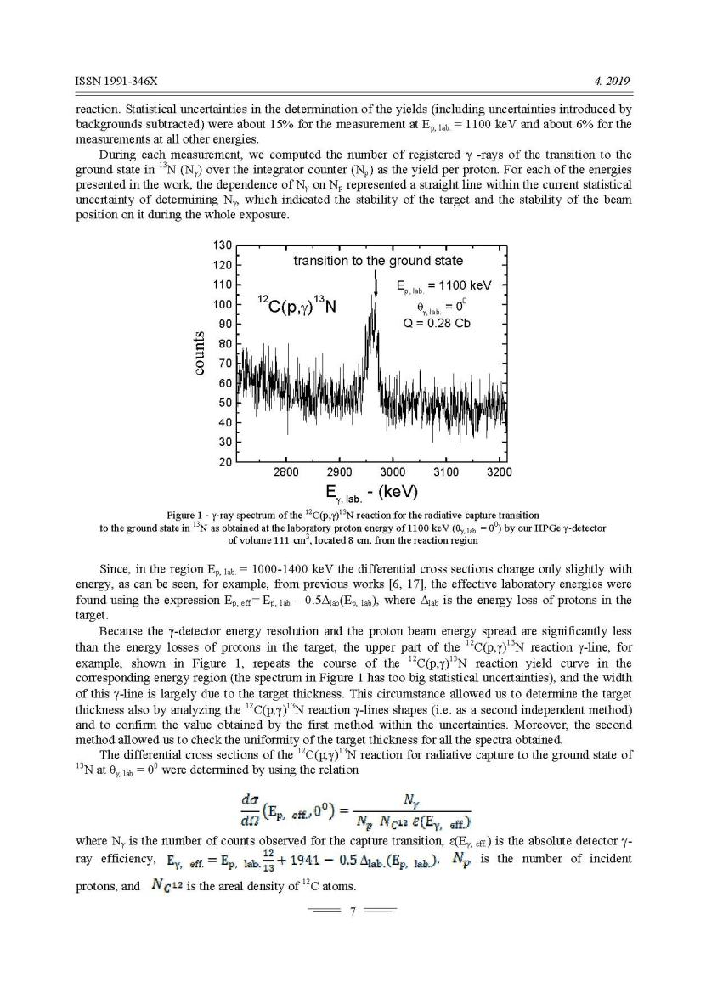 ISSN 1991-346X 4. 2019
reaction. Statistical uncertainties in the determination of the yields (including uncertainties introduced by
backgrounds subtracted) were about 15% for the measurement at Ep, lab. = 1100 keV and about 6% for the
measurements at all other energies.
During each measurement, we computed the number of registered γ -rays of the transition to the
ground state in ¹³N (Nγ) over the integrator counter (Np) as the yield per proton. For each of the energies
presented in the work, the dependence of Nγ on Np represented a straight line within the current statistical
uncertainty of determining Nγ, which indicated the stability of the target and the stability of the beam
position on it during the whole exposure.
130
120
110
100
90
80
70
60
50
40
30
20
counts
transition to the ground state
¹²C(p,γ)¹³N
Ep, lab. = 1100 keV
θγ, lab. = 0⁰
Q = 0.28 Cb
2800 2900 3000 3100 3200
Eγ, lab. - (keV)
Figure 1 - γ-ray spectrum of the ¹²C(p,γ)¹³N reaction for the radiative capture transition
to the ground state in ¹³N as obtained at the laboratory proton energy of 1100 keV (θγ, lab. = 0⁰) by our HPGe γ-detector
of volume 111 cm³, located 8 cm. from the reaction region
Since, in the region Ep, lab. = 1000-1400 keV the differential cross sections change only slightly with
energy, as can be seen, for example, from previous works [6, 17], the effective laboratory energies were
found using the expression Ep, eff= Ep, lab – 0.5Δlab(Ep, lab), where Δlab is the energy loss of protons in the
target.
Because the γ-detector energy resolution and the proton beam energy spread are significantly less
than the energy losses of protons in the target, the upper part of the ¹²C(p,γ)¹³N reaction γ-line, for
example, shown in Figure 1, repeats the course of the ¹²C(p,γ)¹³N reaction yield curve in the
corresponding energy region (the spectrum in Figure 1 has too big statistical uncertainties), and the width
of this γ-line is largely due to the target thickness. This circumstance allowed us to determine the target
thickness also by analyzing the ¹²C(p,γ)¹³N reaction γ-lines shapes (i.e. as a second independent method)
and to confirm the value obtained by the first method within the uncertainties. Moreover, the second
method allowed us to check the uniformity of the target thickness for all the spectra obtained.
The differential cross sections of the ¹²C(p,γ)¹³N reaction for radiative capture to the ground state of
¹³N at θγ, lab = 0⁰ were determined by using the relation
dσ/dΩ (Ep, eff., 0⁰) = Nγ / Np NC12 ε(Eγ, eff.)
where Nγ is the number of counts observed for the capture transition, ε(Eγ, eff.) is the absolute detector γ-
ray efficiency, Eγ, eff. = Ep, lab. 12/13 + 1941 − 0.5 Δlab.(Ep, lab.), Np is the number of incident
protons, and NC12 is the areal density of ¹²C atoms.
7